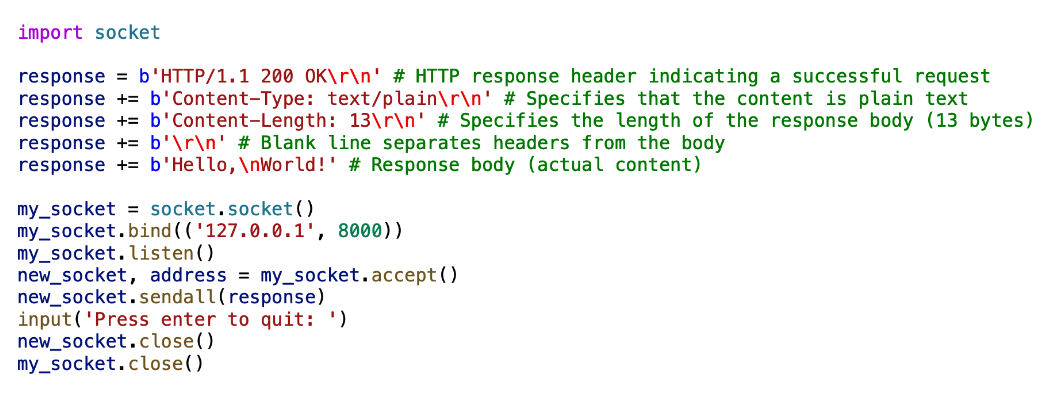 import socket

response = b'HTTP/1.1 200 OK\r\n' # HTTP response header indicating a successful request
response += b'Content-Type: text/plain\r\n' # Specifies that the content is plain text
response += b'Content-Length: 13\r\n' # Specifies the length of the response body (13 bytes)
response += b'\r\n' # Blank line separates headers from the body
response += b'Hello,\nWorld!' # Response body (actual content)

my_socket = socket.socket()
my_socket.bind(('127.0.0.1', 8000))
my_socket.listen()
new_socket, address = my_socket.accept()
new_socket.sendall(response)
input('Press enter to quit: ')
new_socket.close()
my_socket.close()